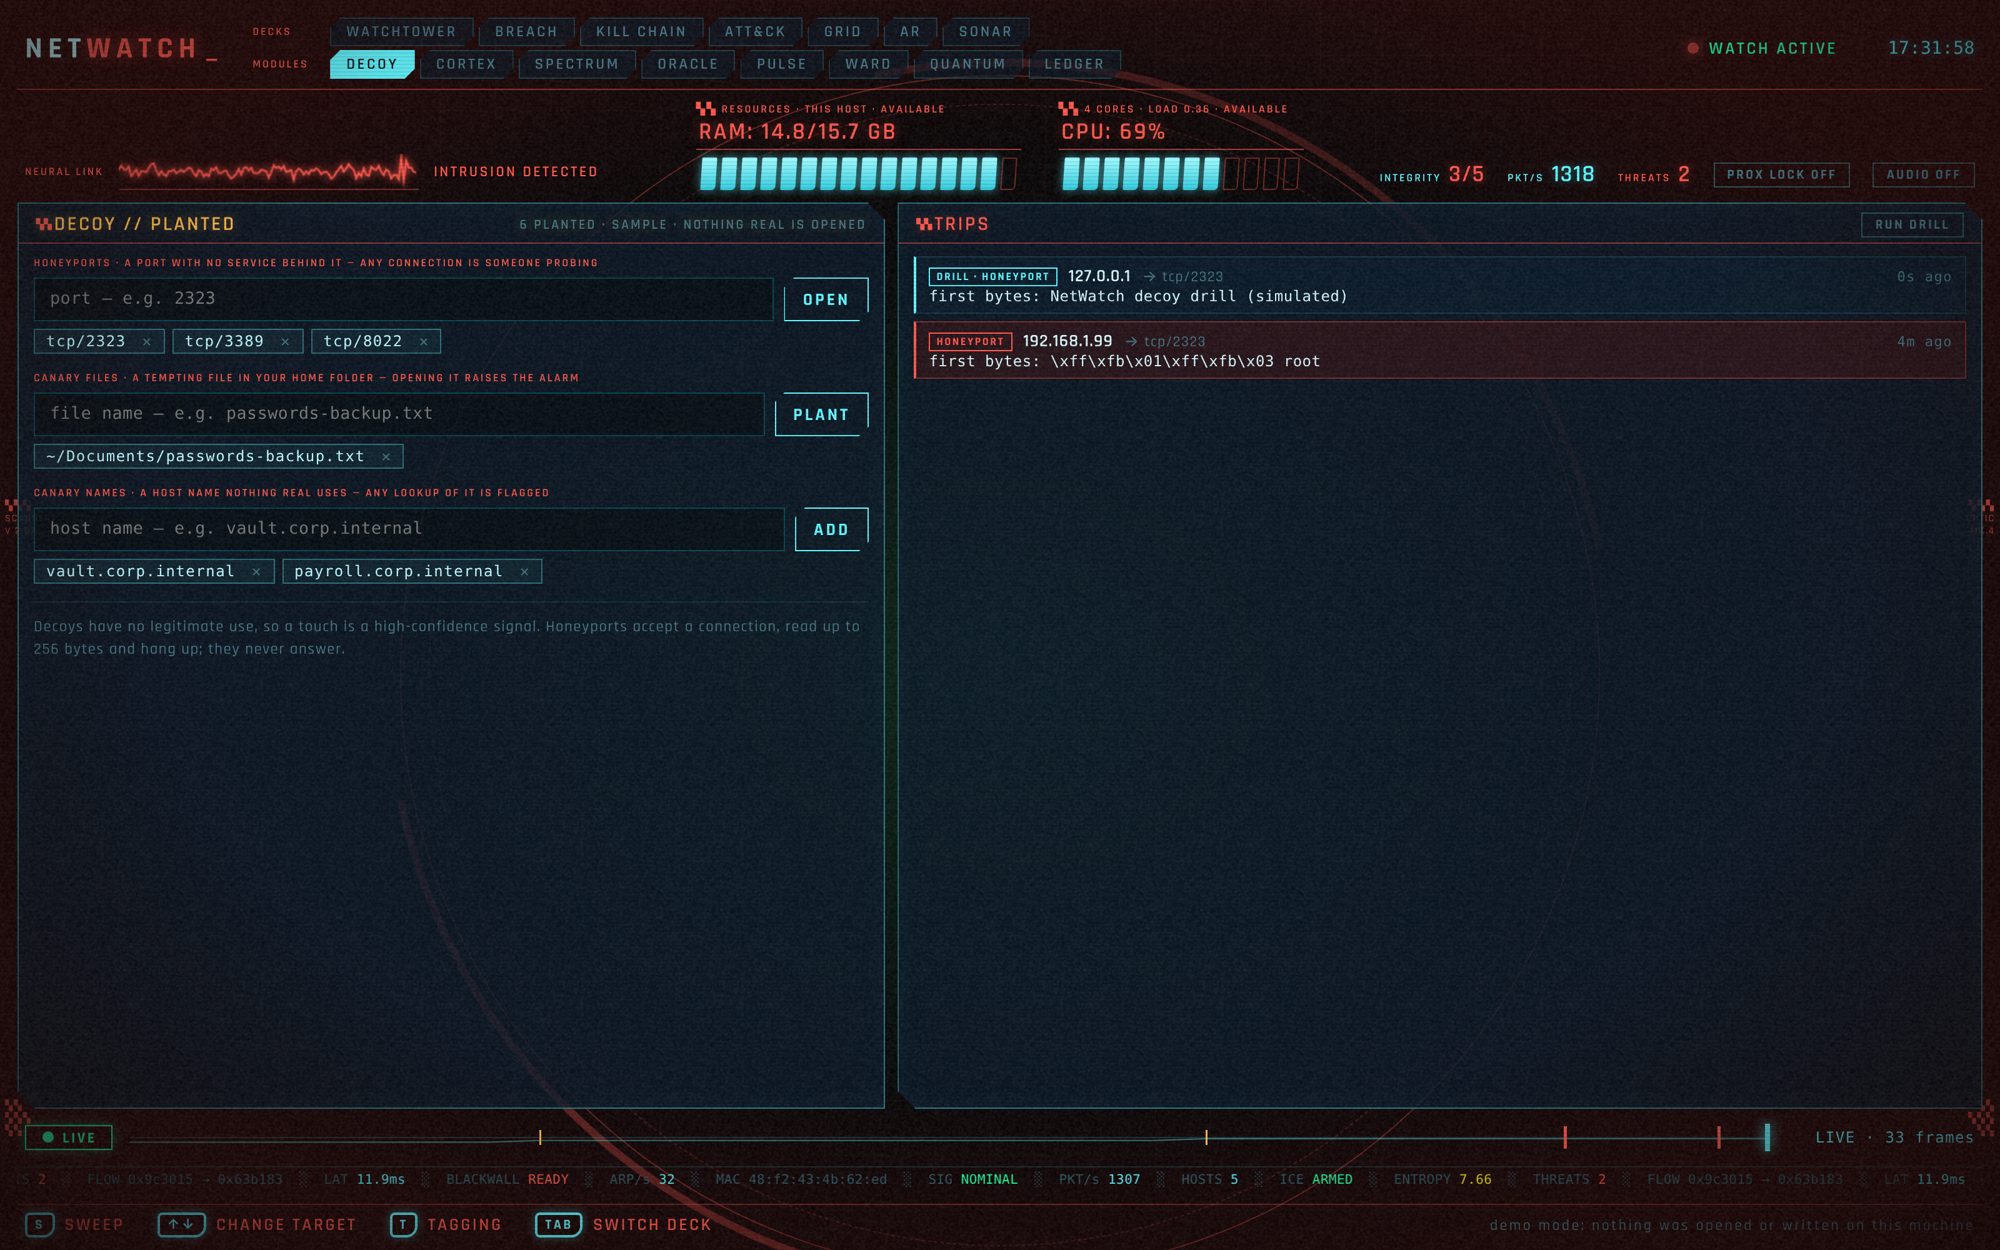 NETWATCH_
DECKS
WATCHTOWER
BREACH
KILL CHAIN
ATT&CK
GRID
AR
SONAR
MODULES
DECOY
CORTEX
SPECTRUM
ORACLE
PULSE
WARD
QUANTUM
LEDGER
WATCH ACTIVE
17:31:58
NEURAL LINK
INTRUSION DETECTED
RESOURCES · THIS HOST · AVAILABLE
RAM: 14.8/15.7 GB
4 CORES · LOAD 0.36 · AVAILABLE
CPU: 69%
INTEGRITY 3/5
PKT/S 1318
THREATS 2
PROX LOCK OFF
AUDIO OFF
DECOY // PLANTED
6 PLANTED · SAMPLE · NOTHING REAL IS OPENED
HONEYPORTS · A PORT WITH NO SERVICE BEHIND IT — ANY CONNECTION IS SOMEONE PROBING
port — e.g. 2323
OPEN
tcp/2323 ×
tcp/3389 ×
tcp/8022 ×
CANARY FILES · A TEMPTING FILE IN YOUR HOME FOLDER — OPENING IT RAISES THE ALARM
file name — e.g. passwords-backup.txt
PLANT
~/Documents/passwords-backup.txt ×
CANARY NAMES · A HOST NAME NOTHING REAL USES — ANY LOOKUP OF IT IS FLAGGED
host name — e.g. vault.corp.internal
ADD
vault.corp.internal ×
payroll.corp.internal ×
Decoys have no legitimate use, so a touch is a high-confidence signal. Honeyports accept a connection, read up to
256 bytes and hang up; they never answer.
TRIPS
RUN DRILL
DRILL · HONEYPORT 127.0.0.1 → tcp/2323 0s ago
first bytes: NetWatch decoy drill (simulated)
HONEYPORT 192.168.1.99 → tcp/2323 4m ago
first bytes: \xff\xfb\x01\xff\xfb\x03 root
LIVE
LIVE · 33 frames
2 FLOW 0x9c3015 → 0x63b183 LAT 11.9ms BLACKWALL READY ARP/s 32 MAC 48:f2:43:4b:62:ed SIG NOMINAL PKT/s 1307 HOSTS 5 ICE ARMED ENTROPY 7.66 THREATS 2 FLOW 0x9c3015 → 0x63b183 LAT 11.9ms
S SWEEP
↑↓ CHANGE TARGET
T TAGGING
TAB SWITCH DECK
demo mode: nothing was opened or written on this machine